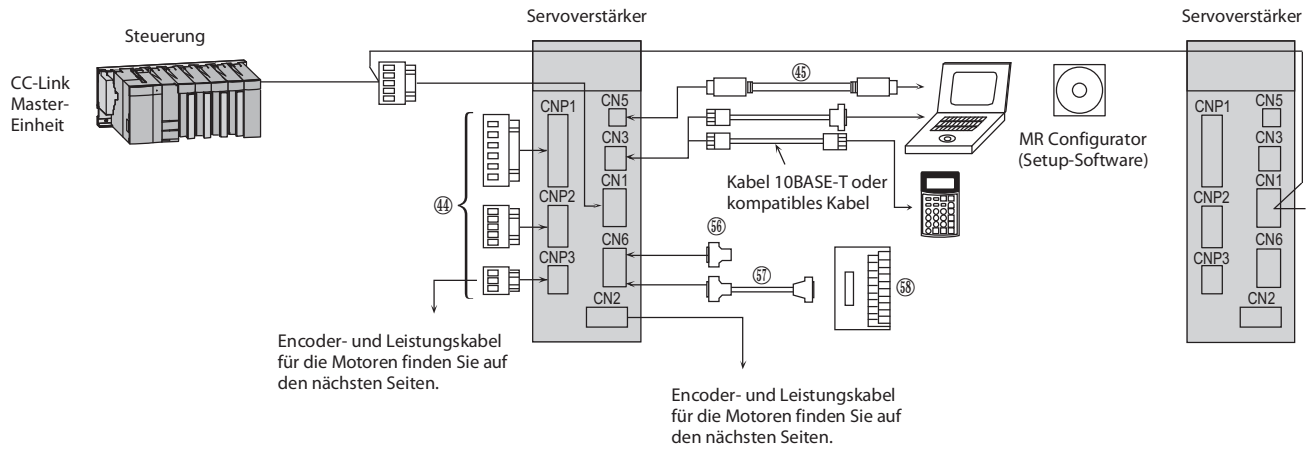 Servoverstärker
Servoverstärker
Steuerung
CC-Link
Master-
Einheit
CNP1
CN5
CN3
CN1
CNP2
CN6
CNP3
CN2
㊹
㊺
MR Configurator
(Setup-Software)
Kabel 10BASE-T oder
kompatibles Kabel
56
57
58
CNP1
CN5
CN3
CN1
CNP2
CN6
CNP3
CN2
Encoder- und Leistungskabel
für die Motoren finden Sie auf
den nächsten Seiten.
Encoder- und Leistungskabel
für die Motoren finden Sie auf
den nächsten Seiten.